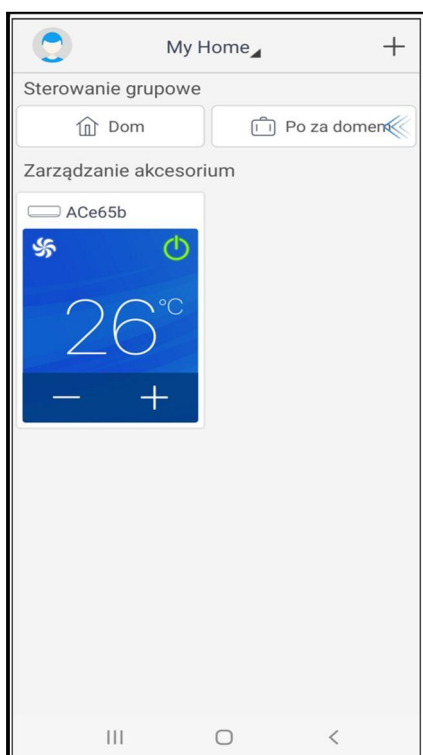 My Home
Sterowanie grupowe
Dom
Po za domem
Zarządzanie akcesorium
ACe65b
26°C